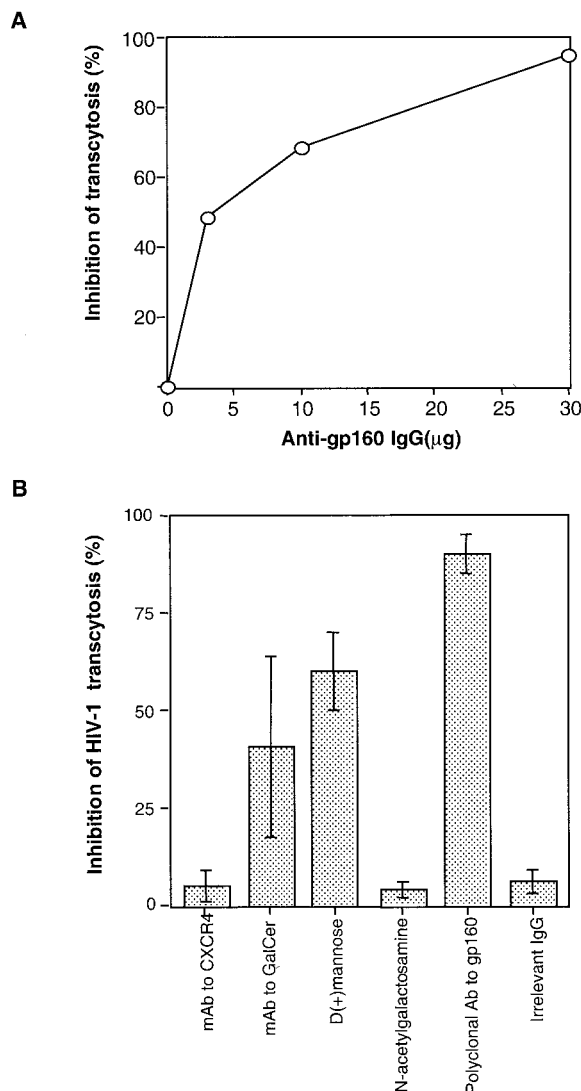 A
Inhibition of transcytosis (%)
100
80
60
40
20
0
5
10
15
20
25
30
Anti-gp160 IgG(µg)
B
Inhibition of HIV-1 transcytosis (%)
100
75
50
25
0
mAb to CXCR4
mAb to GalCer
D(+)mannose
N-acetylgalactosamine
Polyclonal Ab to gp160
Irrelevant IgG